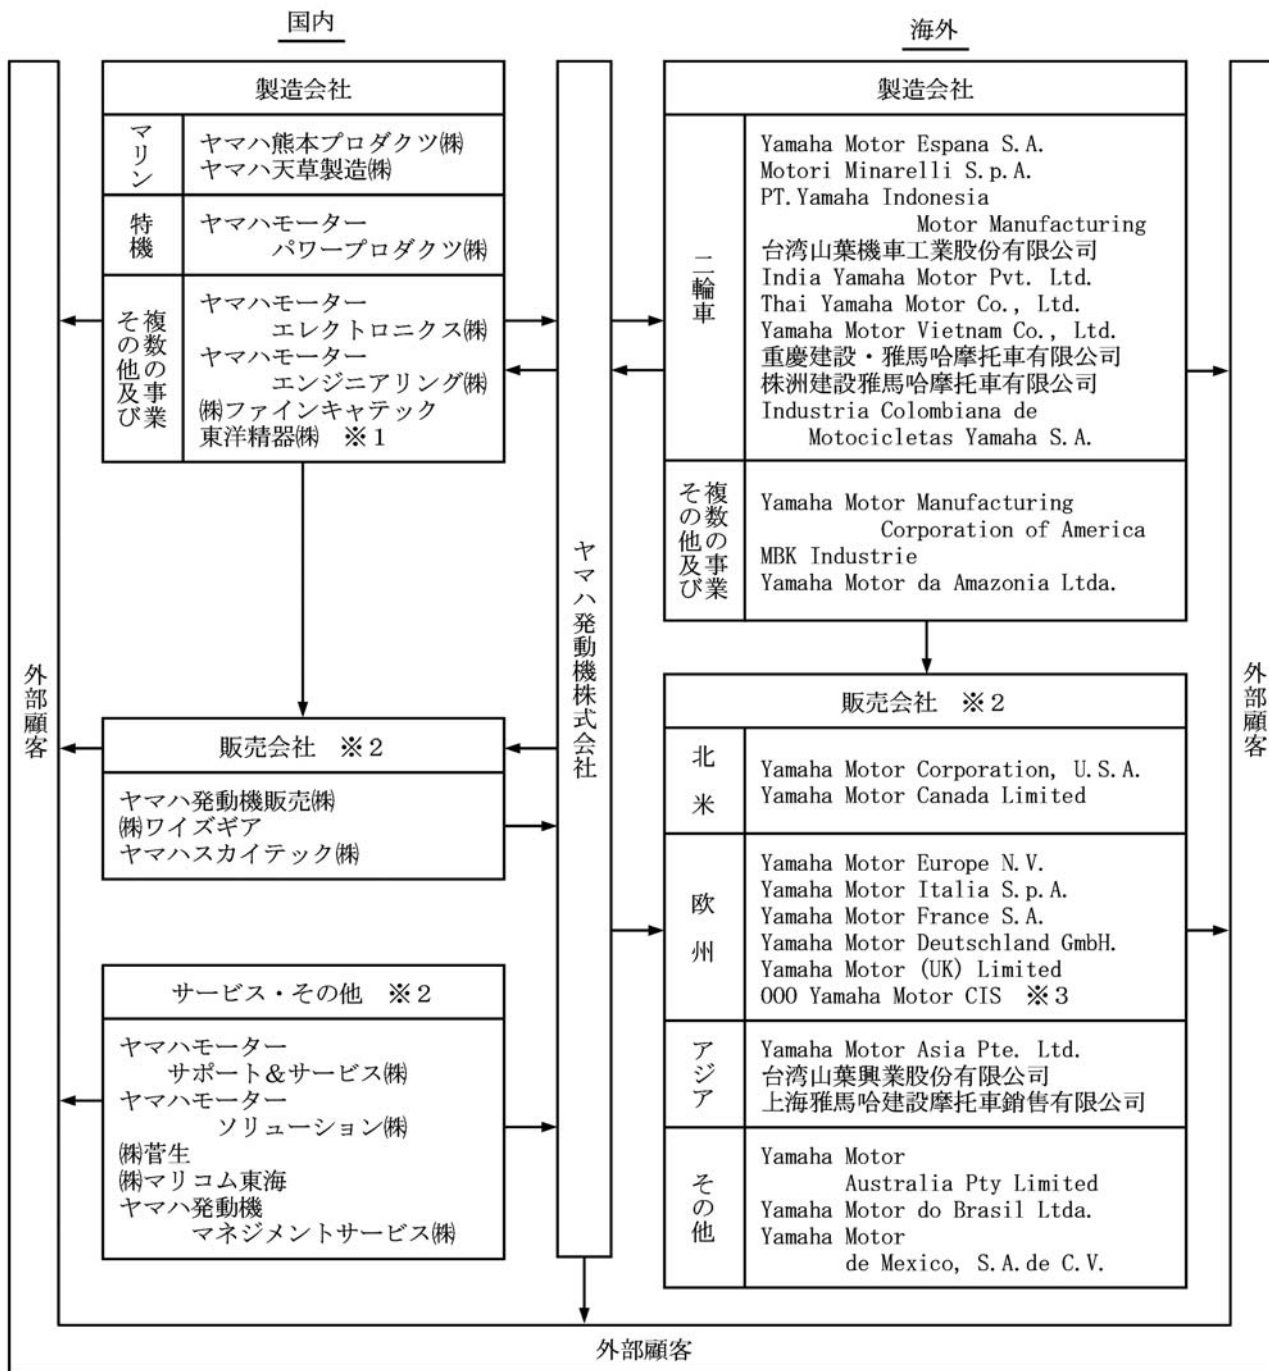 国内
外部顧客
製造会社
マリン
ヤマハ熊本プロダクツ㈱
ヤマハ天草製造㈱
特機
ヤマハモーター
パワープロダクツ㈱
複数の事業
その他及び
ヤマハモーター
エレクトロニクス㈱
ヤマハモーター
エンジニアリング㈱
㈱ファインキャテック
東洋精器㈱ ※1
販売会社 ※2
ヤマハ発動機販売㈱
㈱ワイズギア
ヤマハスカイテック㈱
サービス・その他 ※2
ヤマハモーター
サポート&サービス㈱
ヤマハモーター
ソリューション㈱
㈱菅生
㈱マリコム東海
ヤマハ発動機
マネジメントサービス㈱
ヤマハ発動機株式会社
海外
製造会社
二輪車
Yamaha Motor Espana S.A.
Motori Minarelli S.p.A.
PT.Yamaha Indonesia
Motor Manufacturing
台湾山葉機車工業股份有限公司
India Yamaha Motor Pvt. Ltd.
Thai Yamaha Motor Co., Ltd.
Yamaha Motor Vietnam Co., Ltd.
重慶建設・雅馬哈摩托車有限公司
株洲建設雅馬哈摩托車有限公司
Industria Colombiana de
Motocicletas Yamaha S.A.
複数の事業
その他及び
Yamaha Motor Manufacturing
Corporation of America
MBK Industrie
Yamaha Motor da Amazonia Ltda.
販売会社 ※2
北米
Yamaha Motor Corporation, U.S.A.
Yamaha Motor Canada Limited
欧州
Yamaha Motor Europe N.V.
Yamaha Motor Italia S.p.A.
Yamaha Motor France S.A.
Yamaha Motor Deutschland GmbH.
Yamaha Motor (UK) Limited
OOO Yamaha Motor CIS ※3
アジア
Yamaha Motor Asia Pte. Ltd.
台湾山葉興業股份有限公司
上海雅馬哈建設摩托車銷售有限公司
その他
Yamaha Motor
Australia Pty Limited
Yamaha Motor do Brasil Ltda.
Yamaha Motor
de Mexico, S.A.de C.V.
外部顧客
外部顧客